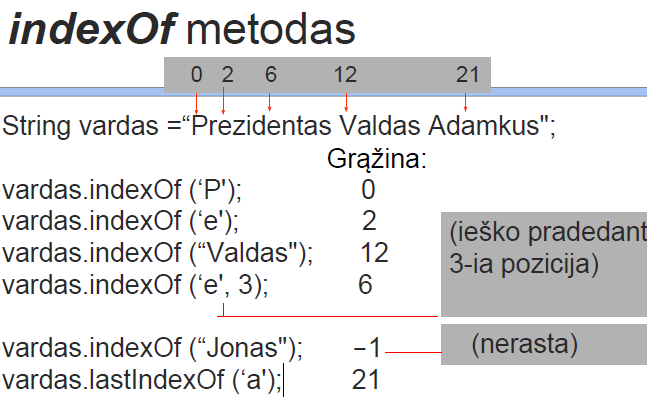 indexOf metodas
0 2 6 12 21
String vardas =“Prezidentas Valdas Adamkus";
Grąžina:
vardas.indexOf (‘P'); 0
vardas.indexOf (‘e'); 2
vardas.indexOf (“Valdas"); 12
vardas.indexOf (‘e', 3); 6
(ieško pradedant
3-ia pozicija)
vardas.indexOf (“Jonas"); −1 (nerasta)
vardas.lastIndexOf (‘a'); 21